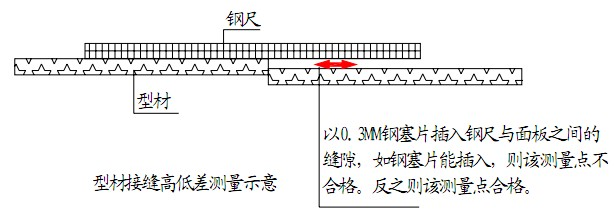 钢尺
型材
以0.3MM钢塞片插入钢尺与面板之间的
缝隙，如钢塞片能插入，则该测量点不
合格。反之则该测量点合格。
型材接缝高低差测量示意